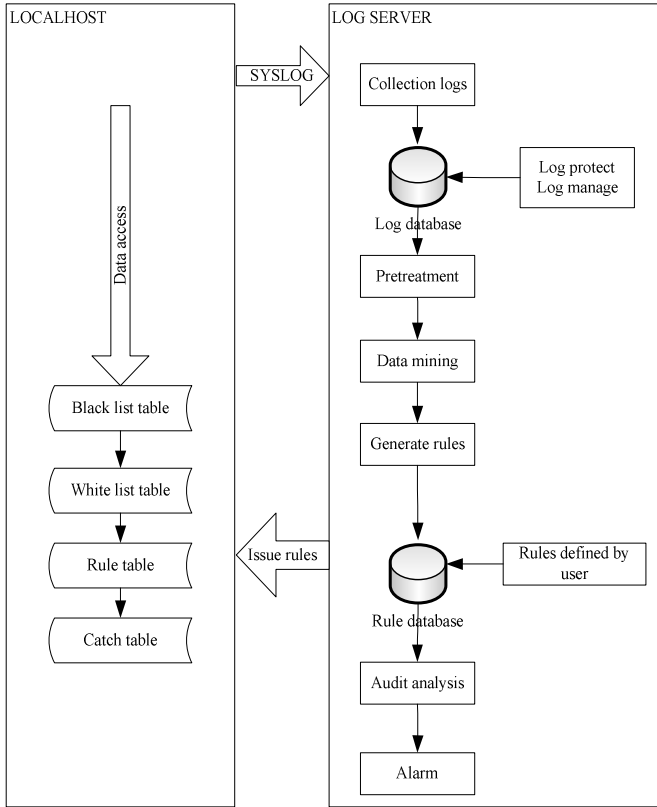 LOCALHOST
Data access
Black list table
White list table
Rule table
Catch table
SYSLOG
Issue rules
LOG SERVER
Collection logs
Log protect
Log manage
Log database
Pretreatment
Data mining
Generate rules
Rules defined by
user
Rule database
Audit analysis
Alarm